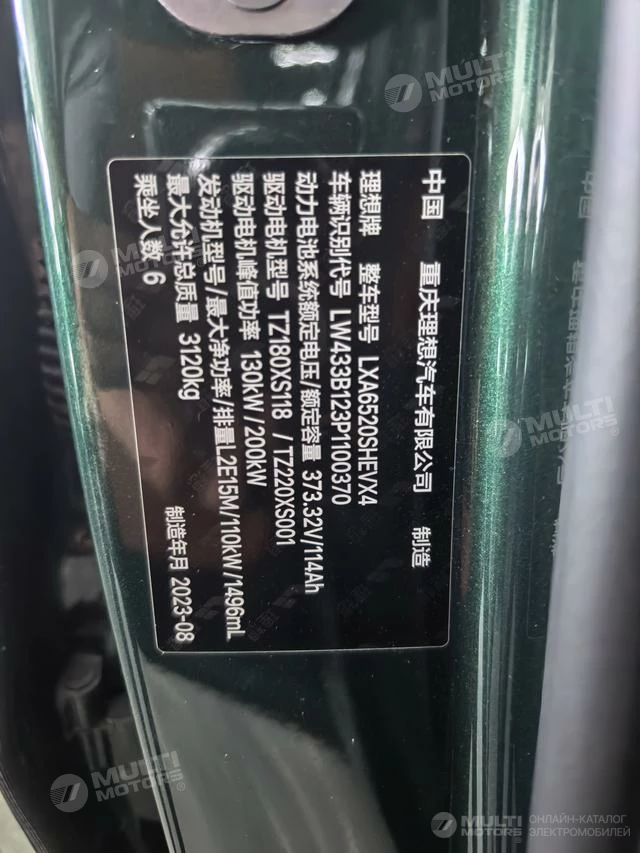 中国 重庆理想汽车有限公司 制造
理想牌 整车型号 LXA6520SHEVX4
车辆识别代号 LW433B123P1100370
动力电池系统额定电压/额定容量 373.32V/114Ah
驱动电机型号 TZ180XS118 /TZ220XS001
驱动电机峰值功率 130kW/200kW
发动机型号/最大净功率/排量L2E15M/110kW/1496mL
最大允许总质量 3120kg 制造年月 2023-08
乘坐人数 6
MULTI
MOTORS
MULTI
MOTORS
MULTI
MOTORS
MULTI
MOTORS
MULTI
MOTORS
ОНЛАЙН-КАТАЛОГ
ЭЛЕКТРОМОБИЛЕЙ